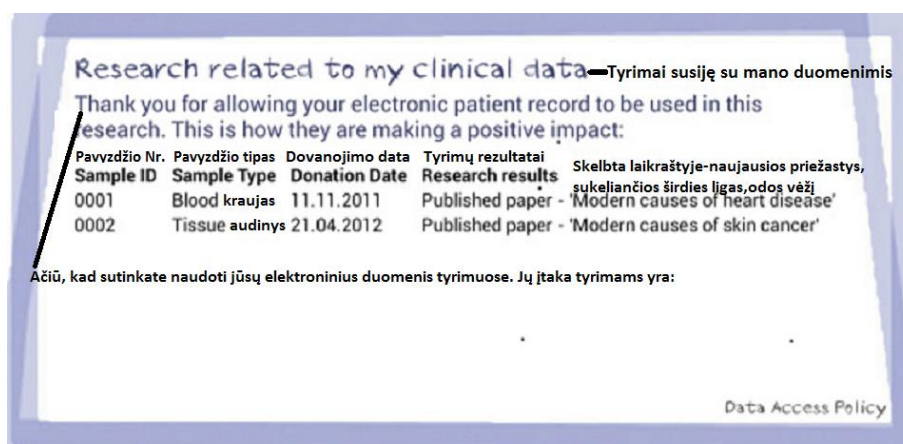 Research related to my clinical data Tyrimai susiję su mano duomenimis
Thank you for allowing your electronic patient record to be used in this
research. This is how they are making a positive impact:
Pavyzdžio Nr. Pavyzdžio tipas Dovanojimo data Tyrimų rezultatai
Skelbta laikraštyje-naujausios priežastys,
Sample ID Sample Type Donation Date Research results
sukeliančios širdies ligas,odos vėžį
0001 Blood kraujas 11.11.2011 Published paper - 'Modern causes of heart disease'
0002 Tissue audinys 21.04.2012 Published paper - 'Modern causes of skin cancer'
Ačiū, kad sutinkate naudoti jūsų elektroninius duomenis tyrimuose. Jų įtaka tyrimams yra:
Data Access Policy